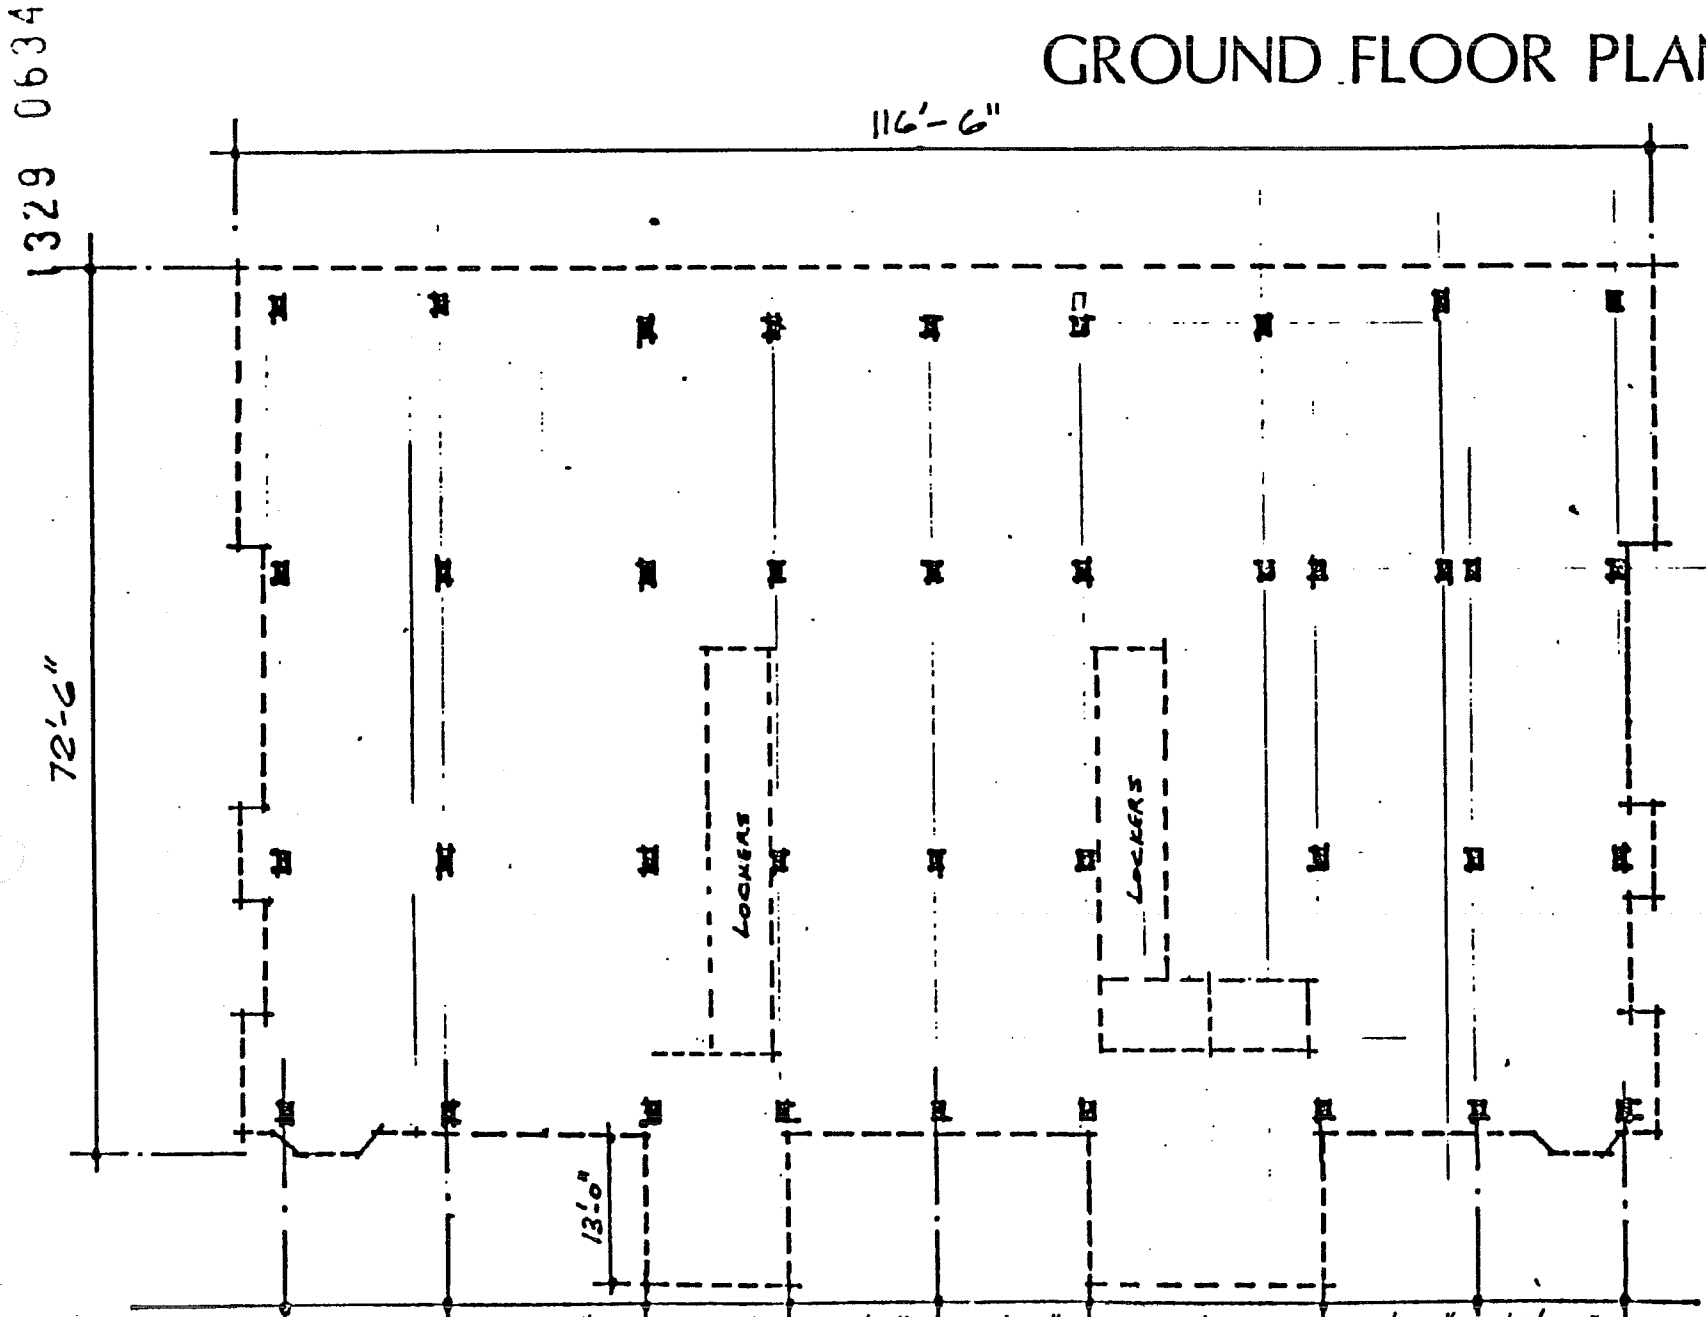 GROUND FLOOR PLAN
1329 0634
116'-6"
72'-6"
LOCKERS
LOCKERS
13'-0"